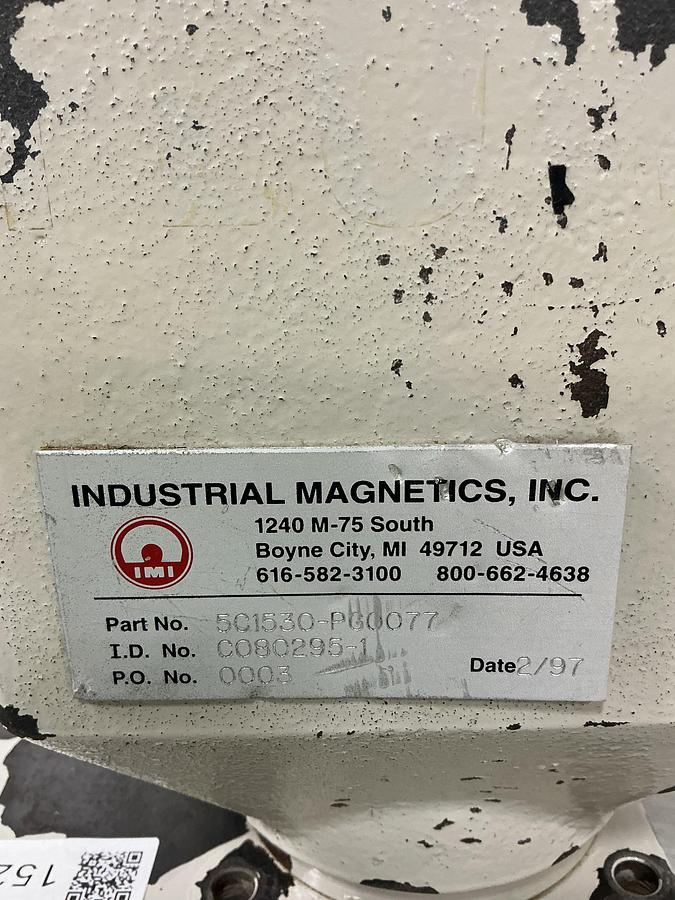 INDUSTRIAL MAGNETICS, INC.
1240 M-75 South
Boyne City, MI 49712 USA
616-582-3100 800-662-4638
IMI
Part No. 5C1530-PG0077
I.D. No. C080295-1
P.O. No. 0003
Date 2/97
152